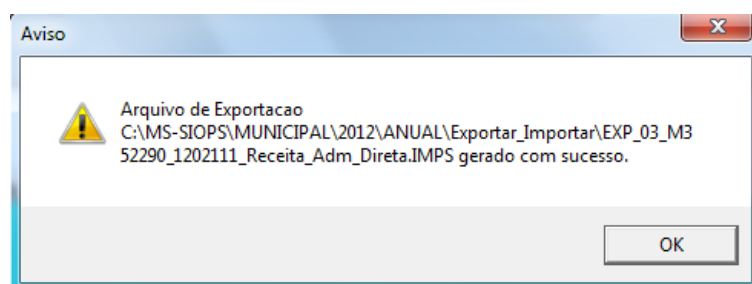 Aviso
Arquivo de Exportacao
C:\MS-SIOPS\MUNICIPAL\2012\ANUAL\Exportar_Importar\EXP_03_M3
52290_1202111_Receita_Adm_Direta.IMPS gerado com sucesso.
OK